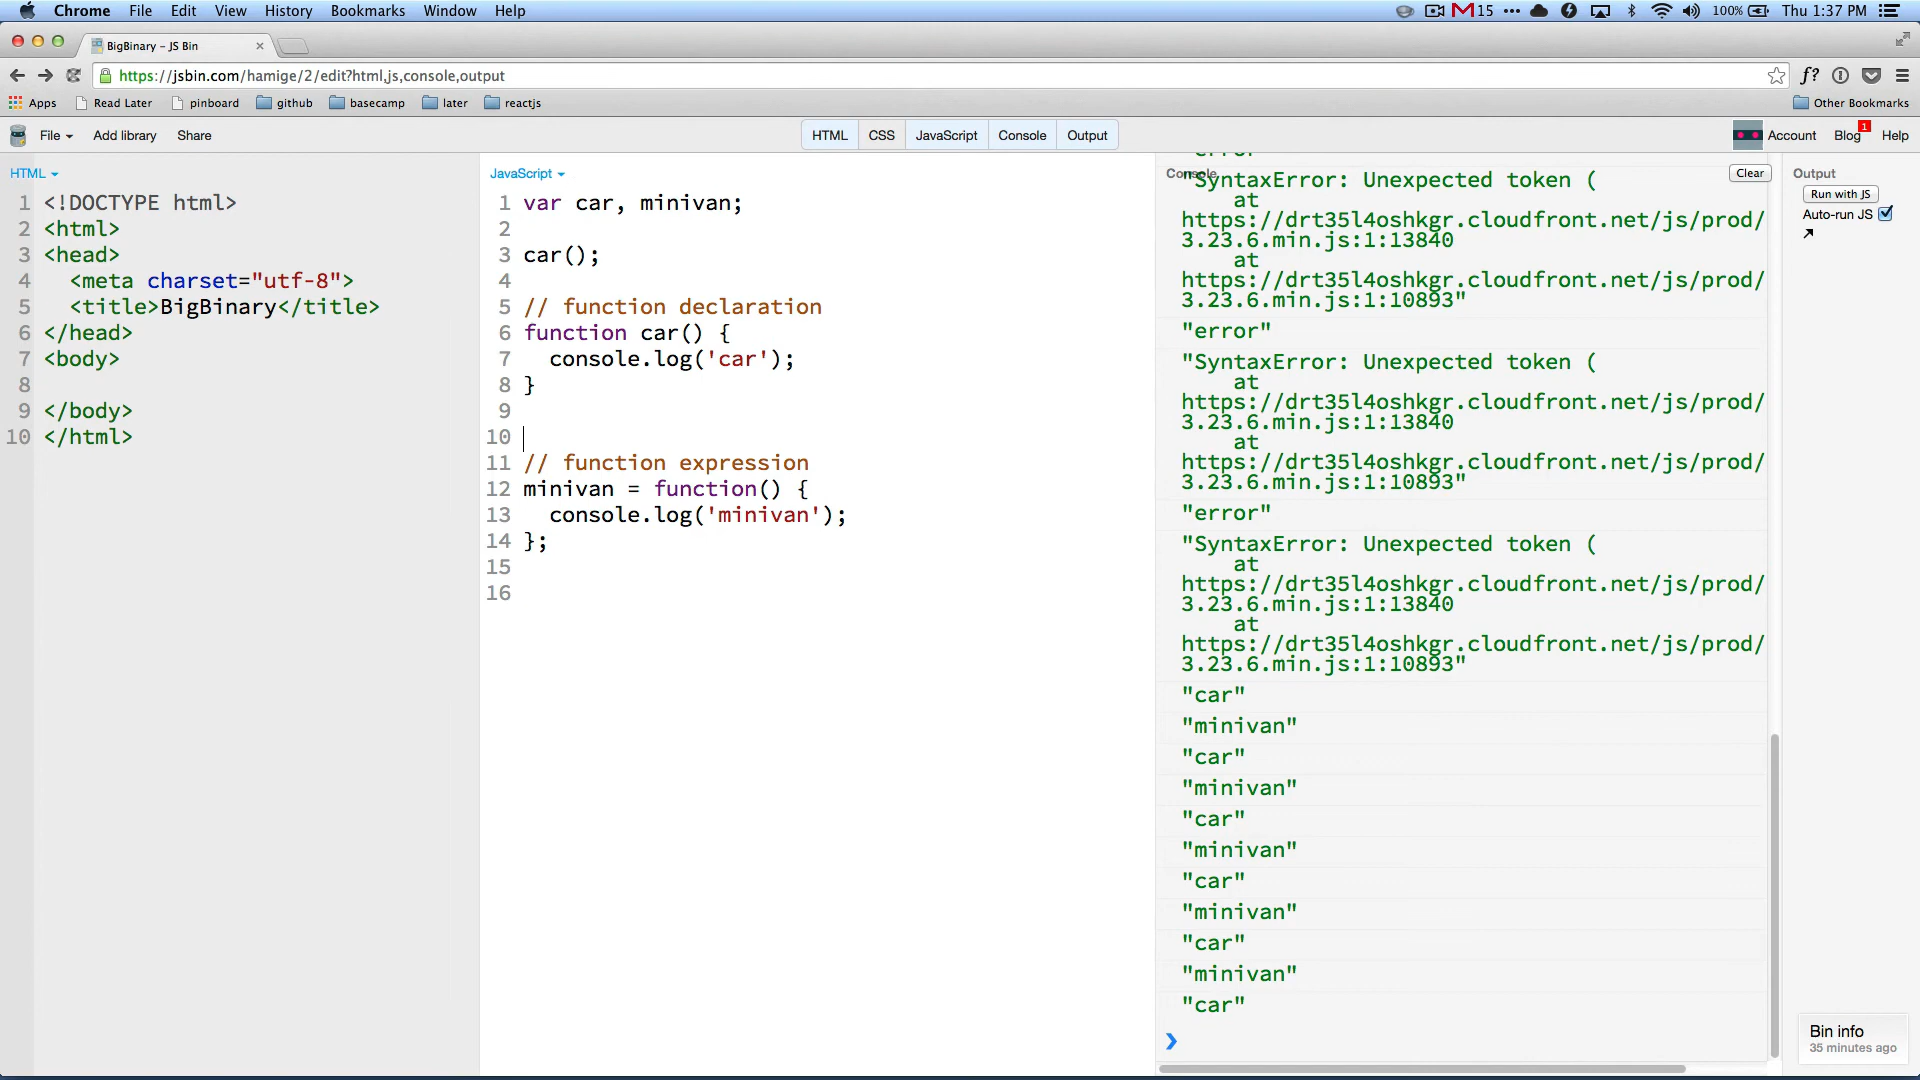 Chrome File Edit View History Bookmarks Window Help 15 100% Thu 1:37 PM
BigBinary – JS Bin
https://jsbin.com/hamige/2/edit?html,js,console,output f?
Apps Read Later pinboard github basecamp later reactjs Other Bookmarks
File Add library Share HTML CSS JavaScript Console Output Account Blog 1 Help
HTML
1 <!DOCTYPE html>
2 <html>
3 <head>
4 <meta charset="utf-8">
5 <title>BigBinary</title>
6 </head>
7 <body>
8
9 </body>
10 </html>
JavaScript
1 var car, minivan;
2
3 car();
4
5 // function declaration
6 function car() {
7 console.log('car');
8 }
9
10
11 // function expression
12 minivan = function() {
13 console.log('minivan');
14 };
15
16
Console Clear
"SyntaxError: Unexpected token (
at
https://drt35l4oshkgr.cloudfront.net/js/prod/
3.23.6.min.js:1:13840
at
https://drt35l4oshkgr.cloudfront.net/js/prod/
3.23.6.min.js:1:10893"
"error"
"SyntaxError: Unexpected token (
at
https://drt35l4oshkgr.cloudfront.net/js/prod/
3.23.6.min.js:1:13840
at
https://drt35l4oshkgr.cloudfront.net/js/prod/
3.23.6.min.js:1:10893"
"error"
"SyntaxError: Unexpected token (
at
https://drt35l4oshkgr.cloudfront.net/js/prod/
3.23.6.min.js:1:13840
at
https://drt35l4oshkgr.cloudfront.net/js/prod/
3.23.6.min.js:1:10893"
"car"
"minivan"
"car"
"minivan"
"car"
"minivan"
"car"
"minivan"
"car"
"minivan"
"car"
Output
Run with JS
Auto-run JS
Bin info
35 minutes ago